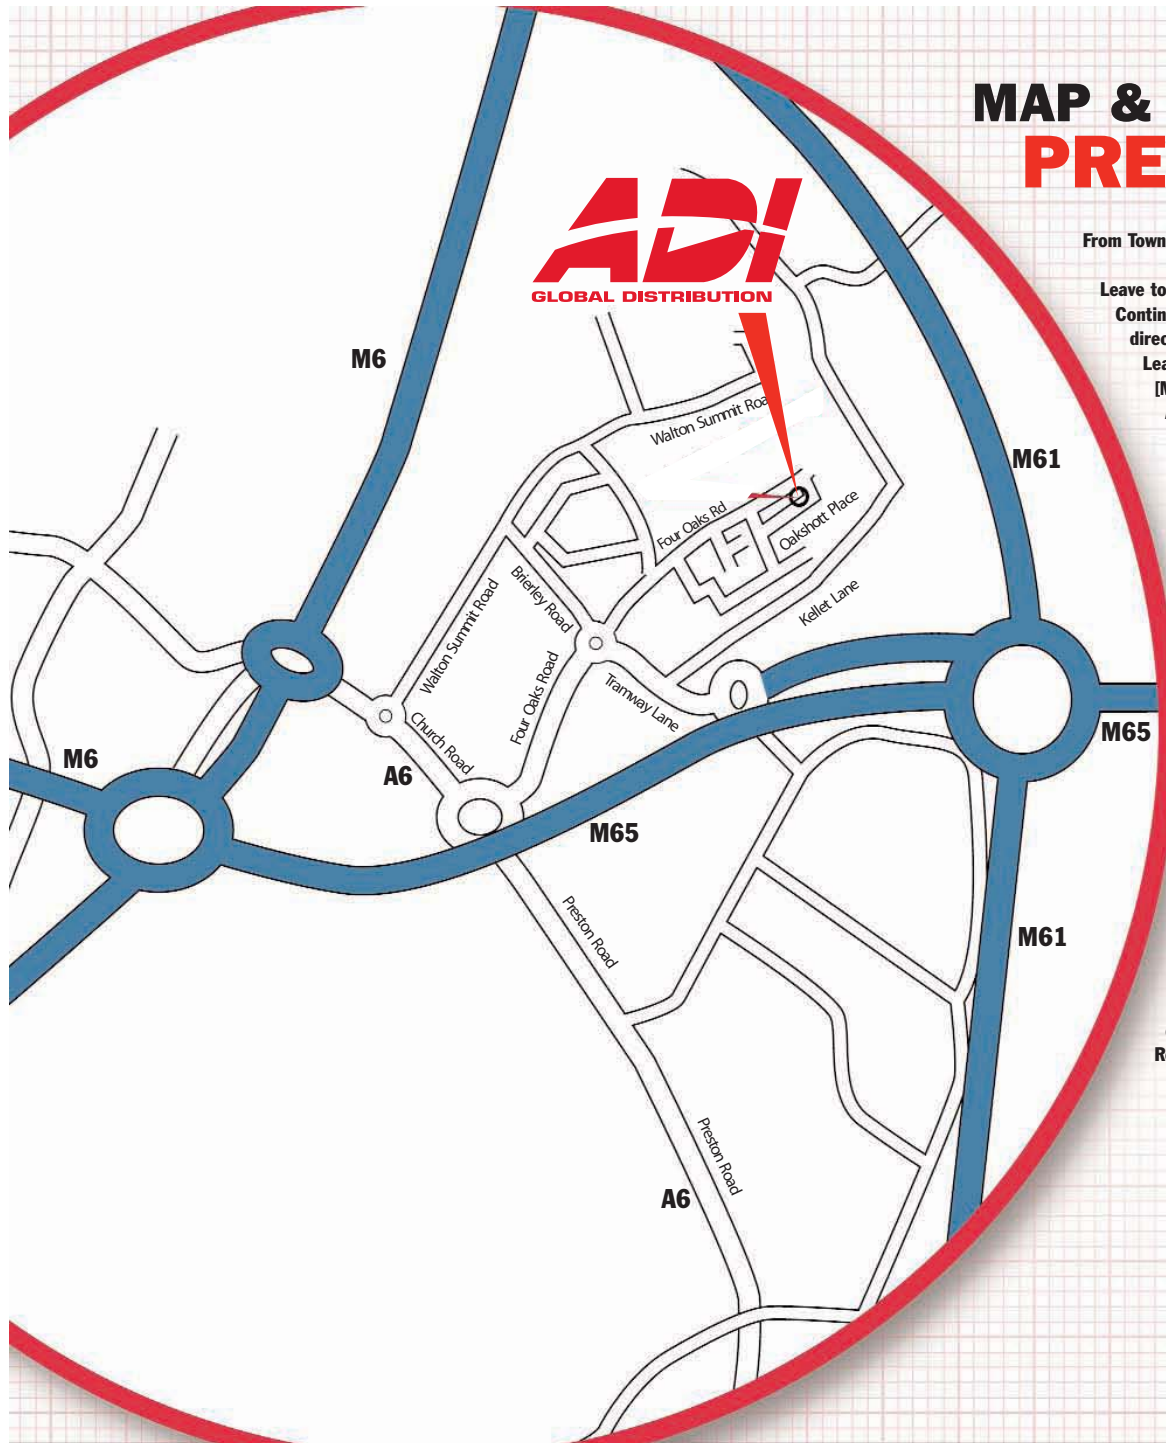 MAP &
PRE
From Town
Leave to
Contin
direc
Lea
[M
ADI
GLOBAL DISTRIBUTION
M6
M61
Walton Summit Road
Four Oaks Rd
Oakshott Place
Kellet Lane
Brierley Road
Walton Summit Road
Four Oaks Road
Tramway Lane
Church Road
M6
A6
M65
M65
Preston Road
M61
Preston Road
A6